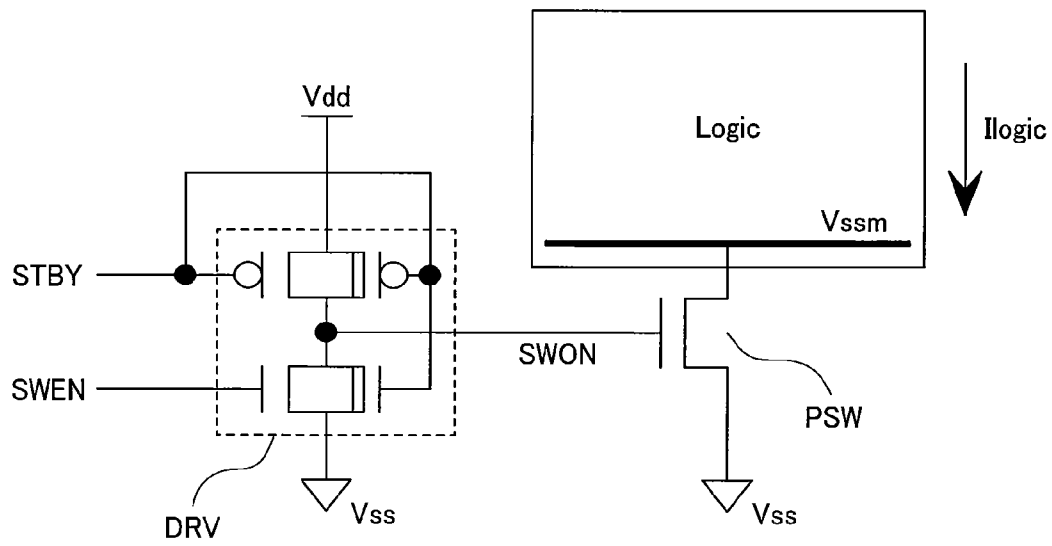 Vdd
Logic
Ilogic
Vssm
STBY
SWON
SWEN
PSW
DRV
Vss
Vss